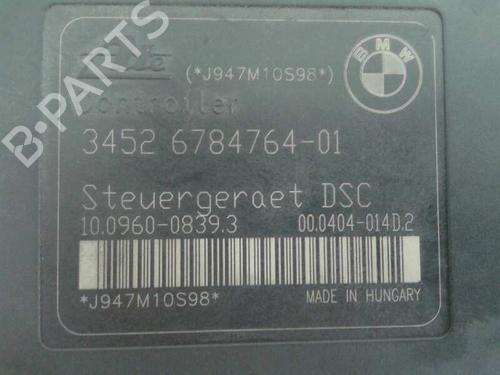 Ate
(*J947M10S98*)
BMW
Controller
3452 6784764-01
Steuergeraet DSC
10.0960-0839.3 00.0404-014D.2
*J947M10S98* MADE IN HUNGARY
B-PARTS